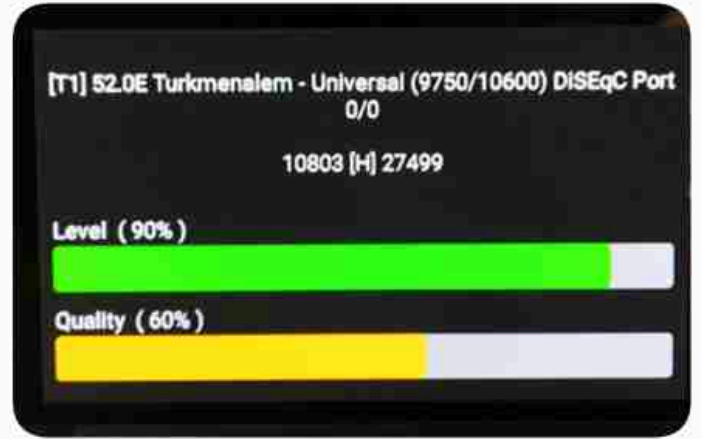 [T1] 52.0E Turkmenalem - Universal (9750/10600) DiSEqC Port
0/0
10803 [H] 27499
Level ( 90% )
Quality ( 60% )